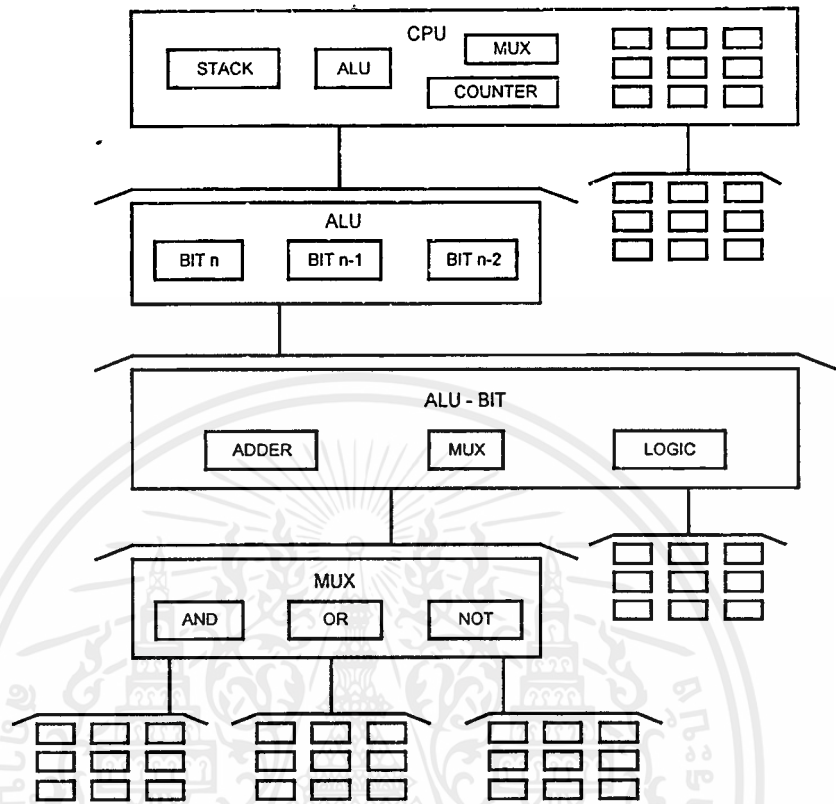 CPU
STACK
ALU
MUX
COUNTER
ALU
BIT n
BIT n-1
BIT n-2
ALU - BIT
ADDER
MUX
LOGIC
MUX
AND
OR
NOT